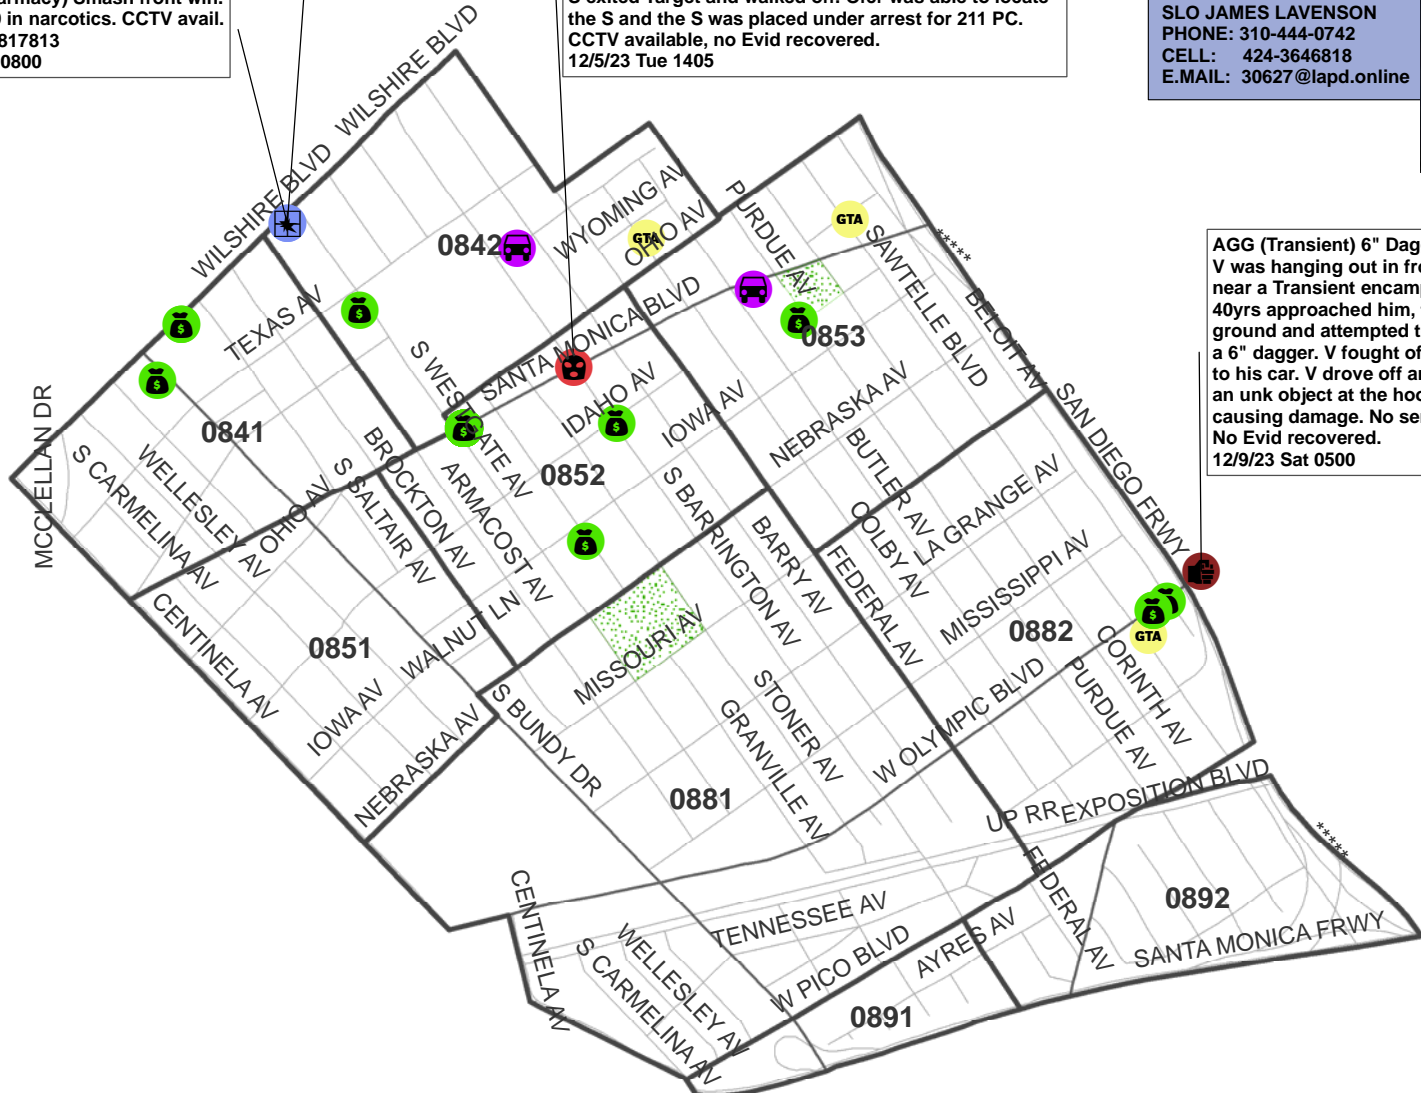 armacy) Smash front win.
in narcotics. CCTV avail.
817813
0800
S exited Target and walked off. Ofcr was able to locate
the S and the S was placed under arrest for 211 PC.
CCTV available, no Evid recovered.
12/5/23 Tue 1405
SLO JAMES LAVENSON
PHONE: 310-444-0742
CELL: 424-3646818
E.MAIL: 30627@lapd.online
AGG (Transient) 6" Dag
V was hanging out in fr
near a Transient encam
40yrs approached him,
ground and attempted t
a 6" dagger. V fought of
to his car. V drove off a
an unk object at the hoo
causing damage. No se
No Evid recovered.
12/9/23 Sat 0500
WILSHIRE BLVD
WILSHIRE BLVD
0842
WYOMING AV
GTA
OHIO AV
PURDUE AV
GTA
SAWTELLE BLVD
*****
BELOIT AV
TEXAS AV
SANTA MONICA BLVD
0853
MCCLELLAN DR
0841
S WESTGATE AV
IDAHO AV
IOWA AV
NEBRASKA AV
SAN DIEGO FRWY
S CARMELINA AV
WELLESLEY AV
OHIO AV
S SALTAIR AV
BROCKTON AV
ARMACOST AV
0852
S BARRINGTON AV
BARRY AV
BUTLER AV
COLBY AV
LA GRANGE AV
MISSISSIPPI AV
FEDERAL AV
CENTINELA AV
0851
WALNUT LN
IOWA AV
NEBRASKA AV
MISSOURI AV
0882
GTA
CORINTH AV
PURDUE AV
S BUNDY DR
STONER AV
GRANVILLE AV
0881
W OLYMPIC BLVD
UP RR
EXPOSITION BLVD
*****
CENTINELA AV
S CARMELINA AV
WELLESLEY AV
TENNESSEE AV
W PICO BLVD
AYRES AV
FEDERAL AV
0892
SANTA MONICA FRWY
0891